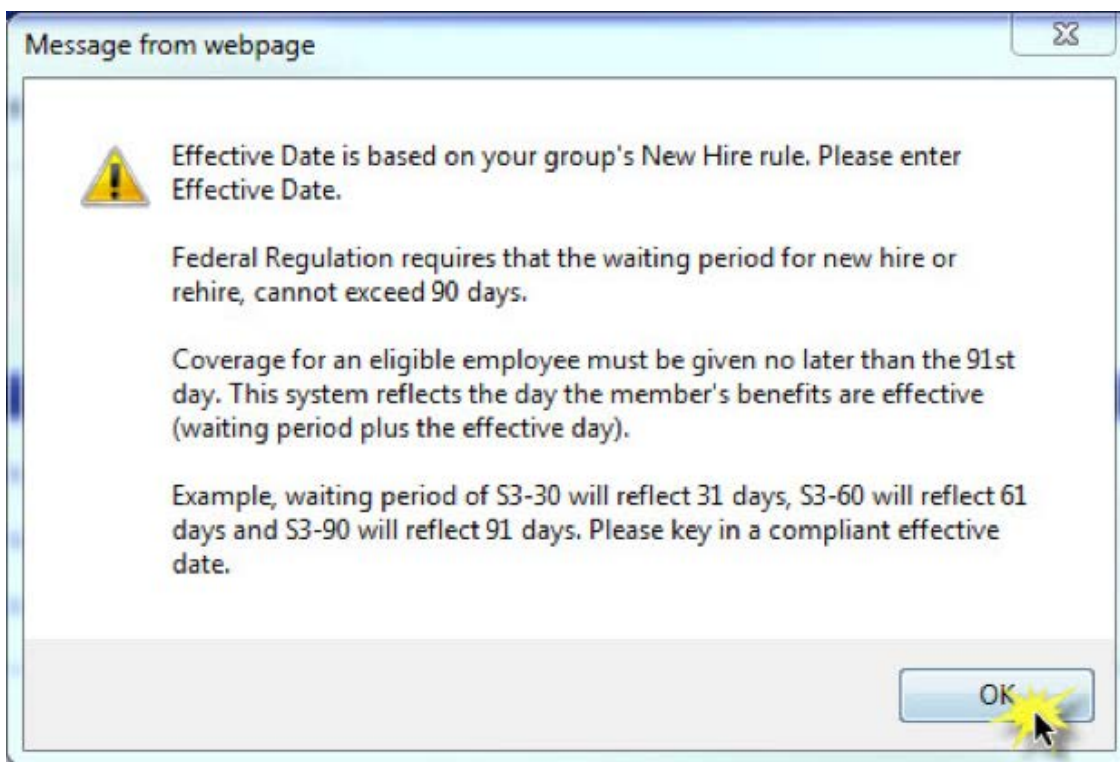 Message from webpage
Effective Date is based on your group's New Hire rule. Please enter
Effective Date.
Federal Regulation requires that the waiting period for new hire or
rehire, cannot exceed 90 days.
Coverage for an eligible employee must be given no later than the 91st
day. This system reflects the day the member's benefits are effective
(waiting period plus the effective day).
Example, waiting period of S3-30 will reflect 31 days, S3-60 will reflect 61
days and S3-90 will reflect 91 days. Please key in a compliant effective
date.
OK